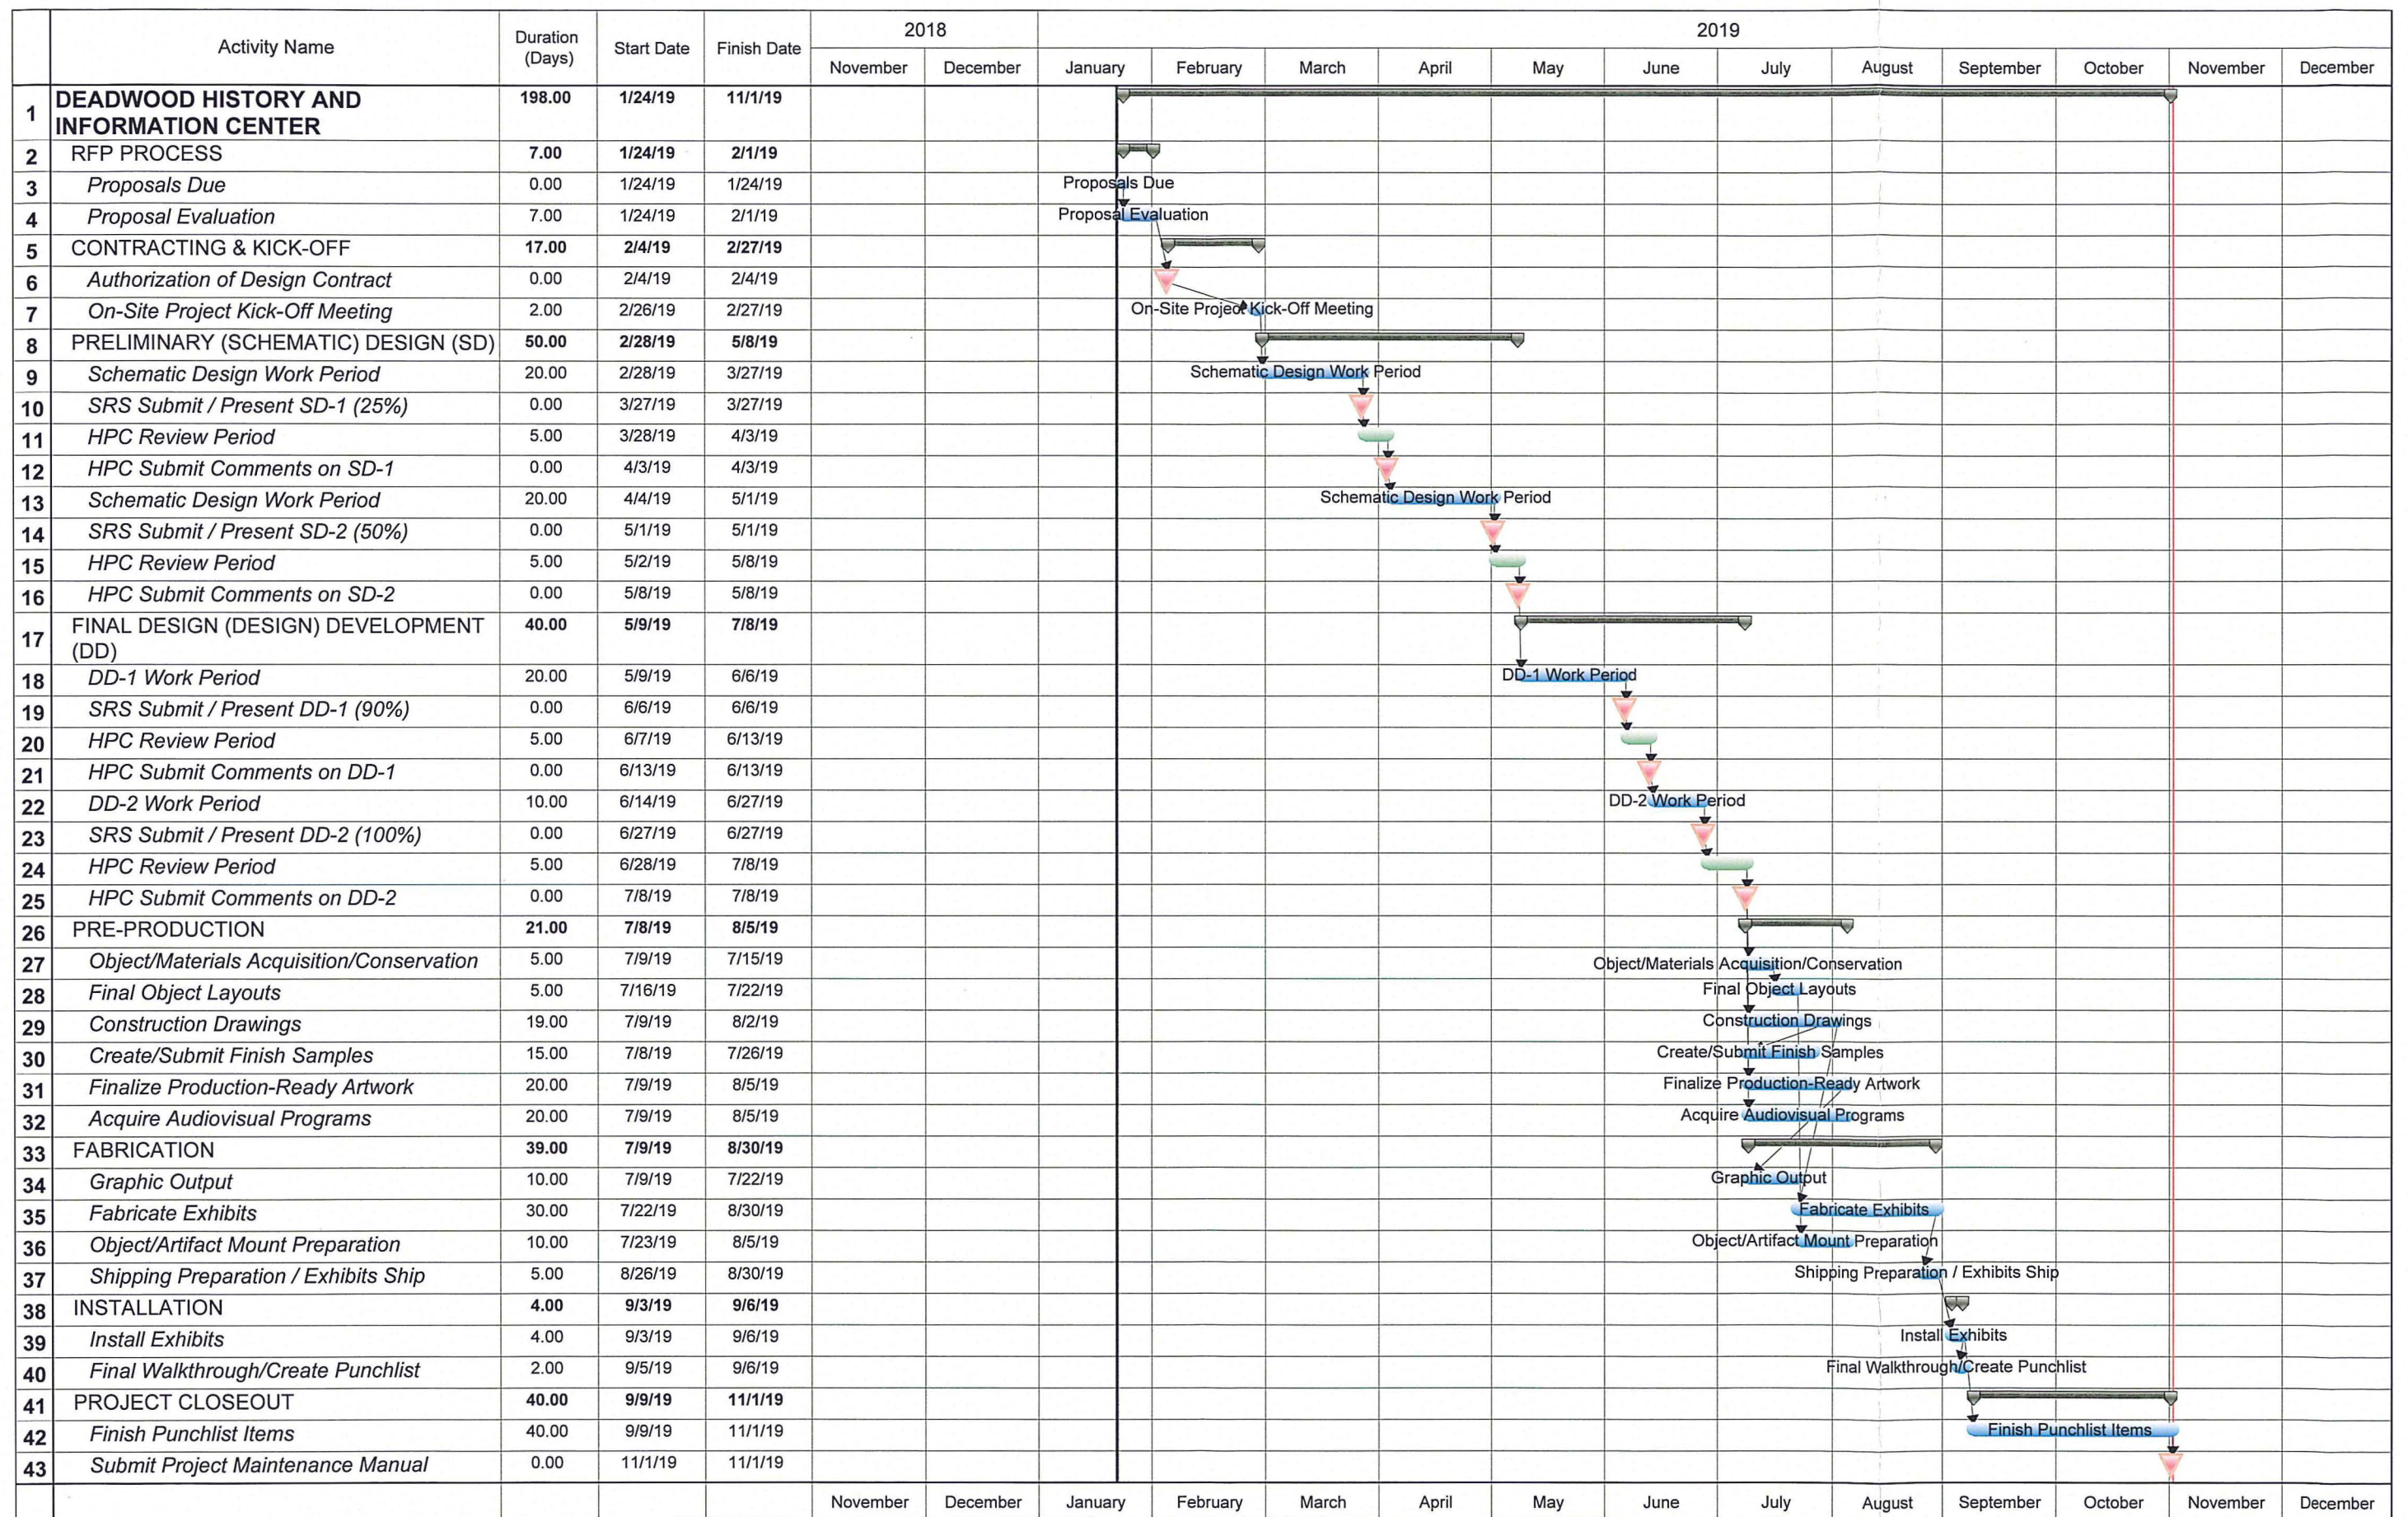 2018 2019
Activity Name Duration (Days) Start Date Finish Date November December January February March April May June July August September October November December
1 DEADWOOD HISTORY AND INFORMATION CENTER 198.00 1/24/19 11/1/19
2 RFP PROCESS 7.00 1/24/19 2/1/19
3 Proposals Due 0.00 1/24/19 1/24/19 Proposals Due
4 Proposal Evaluation 7.00 1/24/19 2/1/19 Proposal Evaluation
5 CONTRACTING & KICK-OFF 17.00 2/4/19 2/27/19
6 Authorization of Design Contract 0.00 2/4/19 2/4/19
7 On-Site Project Kick-Off Meeting 2.00 2/26/19 2/27/19 On-Site Project Kick-Off Meeting
8 PRELIMINARY (SCHEMATIC) DESIGN (SD) 50.00 2/28/19 5/8/19
9 Schematic Design Work Period 20.00 2/28/19 3/27/19 Schematic Design Work Period
10 SRS Submit / Present SD-1 (25%) 0.00 3/27/19 3/27/19
11 HPC Review Period 5.00 3/28/19 4/3/19
12 HPC Submit Comments on SD-1 0.00 4/3/19 4/3/19
13 Schematic Design Work Period 20.00 4/4/19 5/1/19 Schematic Design Work Period
14 SRS Submit / Present SD-2 (50%) 0.00 5/1/19 5/1/19
15 HPC Review Period 5.00 5/2/19 5/8/19
16 HPC Submit Comments on SD-2 0.00 5/8/19 5/8/19
17 FINAL DESIGN (DESIGN) DEVELOPMENT (DD) 40.00 5/9/19 7/8/19
18 DD-1 Work Period 20.00 5/9/19 6/6/19 DD-1 Work Period
19 SRS Submit / Present DD-1 (90%) 0.00 6/6/19 6/6/19
20 HPC Review Period 5.00 6/7/19 6/13/19
21 HPC Submit Comments on DD-1 0.00 6/13/19 6/13/19
22 DD-2 Work Period 10.00 6/14/19 6/27/19 DD-2 Work Period
23 SRS Submit / Present DD-2 (100%) 0.00 6/27/19 6/27/19
24 HPC Review Period 5.00 6/28/19 7/8/19
25 HPC Submit Comments on DD-2 0.00 7/8/19 7/8/19
26 PRE-PRODUCTION 21.00 7/8/19 8/5/19
27 Object/Materials Acquisition/Conservation 5.00 7/9/19 7/15/19 Object/Materials Acquisition/Conservation
28 Final Object Layouts 5.00 7/16/19 7/22/19 Final Object Layouts
29 Construction Drawings 19.00 7/9/19 8/2/19 Construction Drawings
30 Create/Submit Finish Samples 15.00 7/8/19 7/26/19 Create/Submit Finish Samples
31 Finalize Production-Ready Artwork 20.00 7/9/19 8/5/19 Finalize Production-Ready Artwork
32 Acquire Audiovisual Programs 20.00 7/9/19 8/5/19 Acquire Audiovisual Programs
33 FABRICATION 39.00 7/9/19 8/30/19
34 Graphic Output 10.00 7/9/19 7/22/19 Graphic Output
35 Fabricate Exhibits 30.00 7/22/19 8/30/19 Fabricate Exhibits
36 Object/Artifact Mount Preparation 10.00 7/23/19 8/5/19 Object/Artifact Mount Preparation
37 Shipping Preparation / Exhibits Ship 5.00 8/26/19 8/30/19 Shipping Preparation / Exhibits Ship
38 INSTALLATION 4.00 9/3/19 9/6/19
39 Install Exhibits 4.00 9/3/19 9/6/19 Install Exhibits
40 Final Walkthrough/Create Punchlist 2.00 9/5/19 9/6/19 Final Walkthrough/Create Punchlist
41 PROJECT CLOSEOUT 40.00 9/9/19 11/1/19
42 Finish Punchlist Items 40.00 9/9/19 11/1/19 Finish Punchlist Items
43 Submit Project Maintenance Manual 0.00 11/1/19 11/1/19
November December January February March April May June July August September October November December